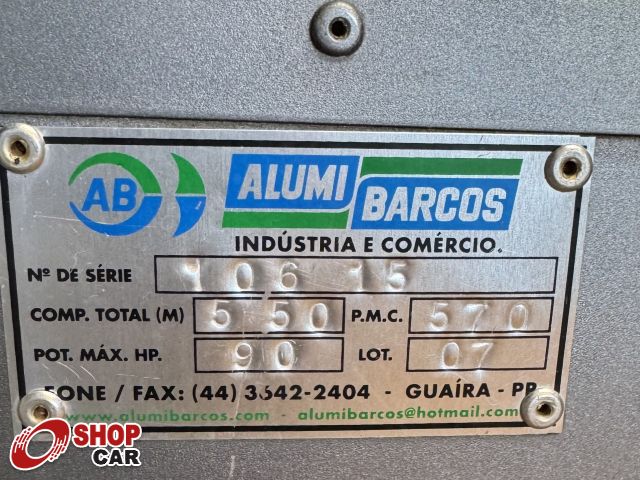 AB ALUMI BARCOS
INDÚSTRIA E COMÉRCIO.
Nº DE SÉRIE 106 15
COMP. TOTAL (M) 5 50 P.M.C. 570
POT. MÁX. HP. 90 LOT. 07
FONE / FAX: (44) 3642-2404 - GUAÍRA - PR
www.alumibarcos.com - alumibarcos@hotmail.com
SHOP
CAR